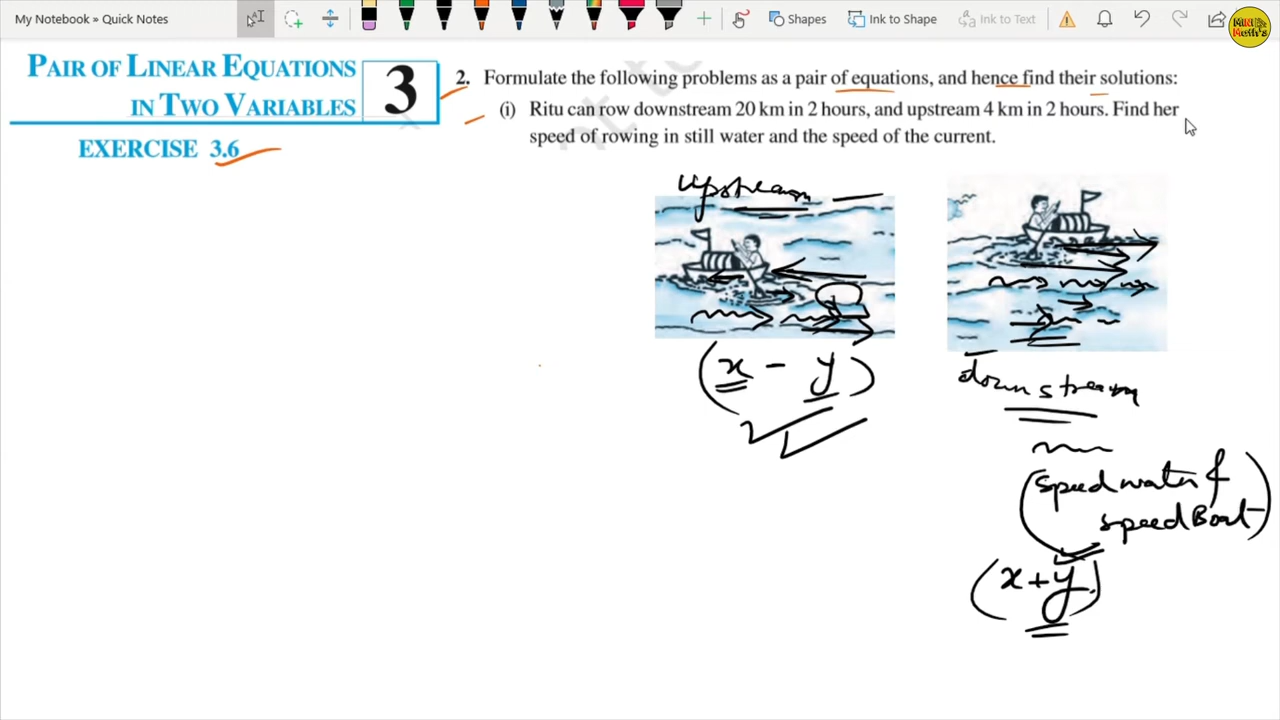 My Notebook » Quick Notes
Shapes
Ink to Shape
Ink to Text
PAIR OF LINEAR EQUATIONS
IN TWO VARIABLES
3
EXERCISE 3.6
2. Formulate the following problems as a pair of equations, and hence find their solutions:
(i) Ritu can row downstream 20 km in 2 hours, and upstream 4 km in 2 hours. Find her
speed of rowing in still water and the speed of the current.
upstream
(x - y)
downstream
(speed water &
speed Boat)
(x+y)